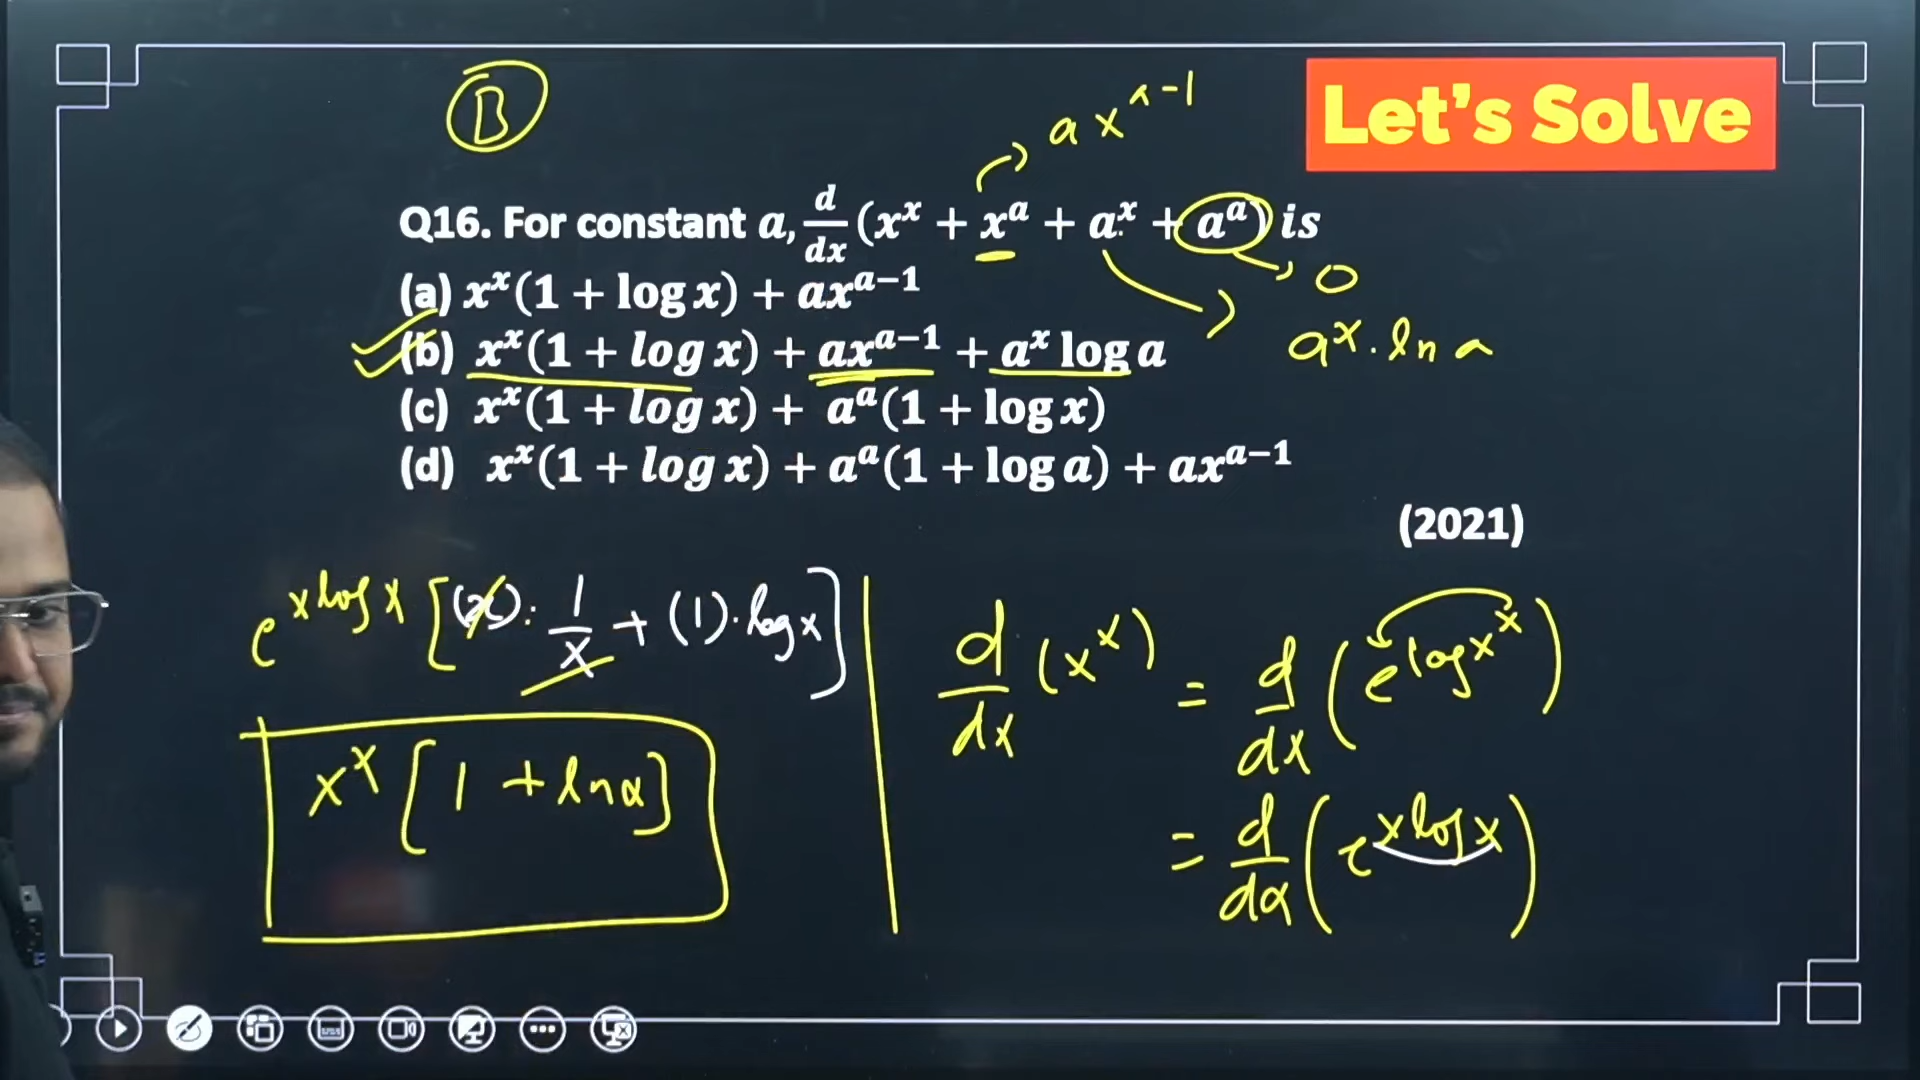 B
a x^{a-1}
Let's Solve
Q16. For constant a, d/dx (x^x + x^a + a^x + a^a) is
0
(a) x^x(1 + log x) + ax^{a-1}
(b) x^x(1 + log x) + ax^{a-1} + a^x log a
a^x . ln a
(c) x^x(1 + log x) + a^a(1 + log x)
(d) x^x(1 + log x) + a^a(1 + log a) + ax^{a-1}
(2021)
e^{x log x} [(x) . 1/x + (1) . log x]
x^x [1 + ln x]
d/dx (x^x) = d/dx (e^{log x^x})
= d/dx (e^{x log x})